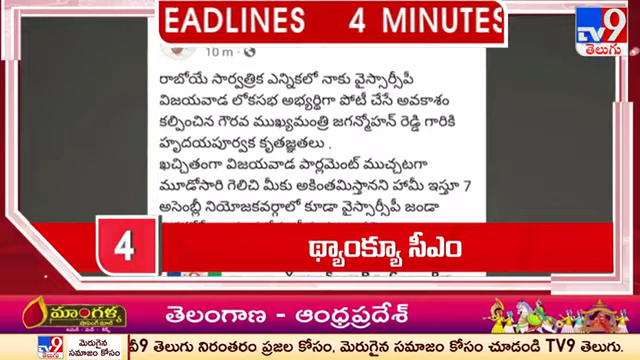 EADLINES 4 MINUTES
TV9
తెలుగు
10 m
రాబోయే సార్వత్రిక ఎన్నికలో నాకు వైస్సార్సీపీ
విజయవాడ లోకసభ అభ్యర్థిగా పోటీ చేసే అవకాశం
కల్పించిన గౌరవ ముఖ్యమంత్రి జగన్మోహన్ రెడ్డి గారికి
హృదయపూర్వక కృతజ్ఞతలు .
ఖచ్చితంగా విజయవాడ పార్లమెంట్ ముచ్చటగా
మూడోసారి గెలిచి మీకు అంకితమిస్తానని హామీ ఇస్తూ 7
అసెంబ్లీ నియోజకవర్గాలో కూడా వైస్సార్సీపీ జండా
4
థ్యాంక్యూ సీఎం
మాంగళ్య
షాపింగ్ మాల్
తెలంగాణ - ఆంధ్రప్రదేశ్
TV9
తెలుగు
మెరుగైన
సమాజం కోసం
వీ9 తెలుగు నిరంతరం ప్రజల కోసం, మెరుగైన సమాజం కోసం చూడండి TV9 తెలుగు.